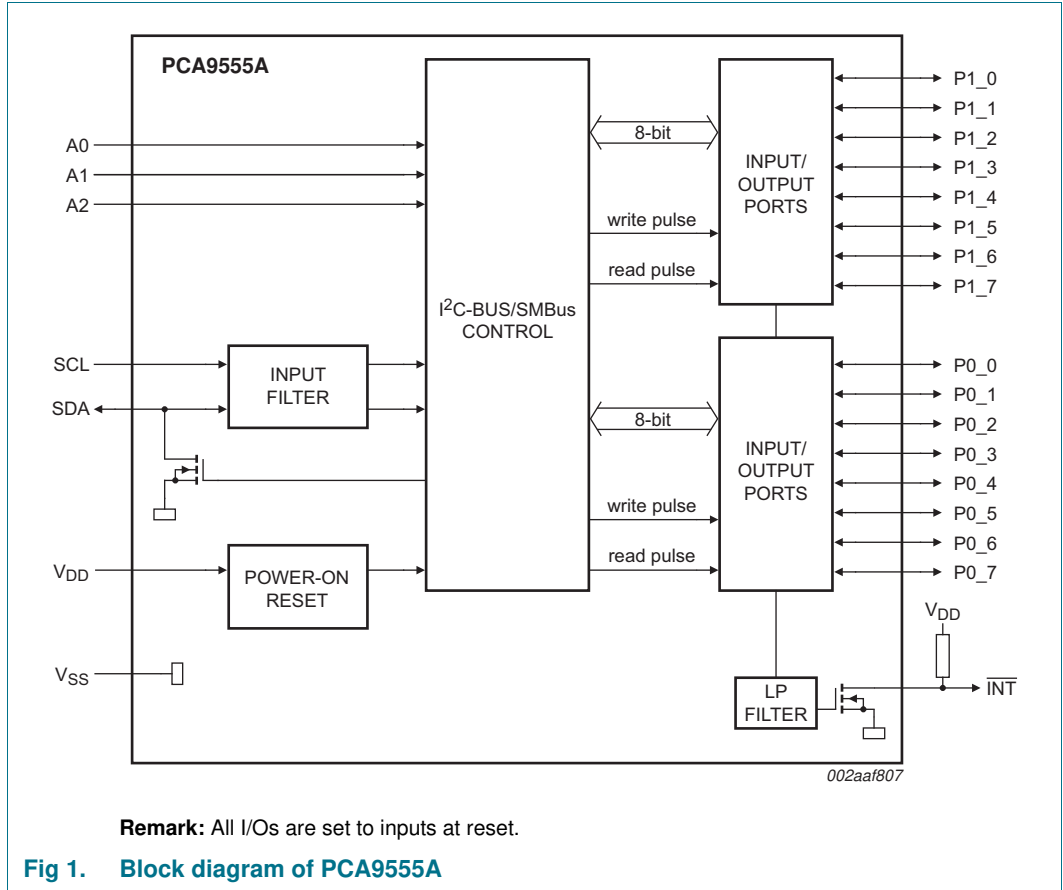 PCA9555A
A0
A1
A2
SCL
SDA
VDD
VSS
INPUT
FILTER
POWER-ON
RESET
I2C-BUS/SMBus
CONTROL
8-bit
write pulse
read pulse
INPUT/
OUTPUT
PORTS
P1_0
P1_1
P1_2
P1_3
P1_4
P1_5
P1_6
P1_7
8-bit
write pulse
read pulse
INPUT/
OUTPUT
PORTS
P0_0
P0_1
P0_2
P0_3
P0_4
P0_5
P0_6
P0_7
VDD
LP
FILTER
INT
002aaf807
Remark: All I/Os are set to inputs at reset.
Fig 1. Block diagram of PCA9555A